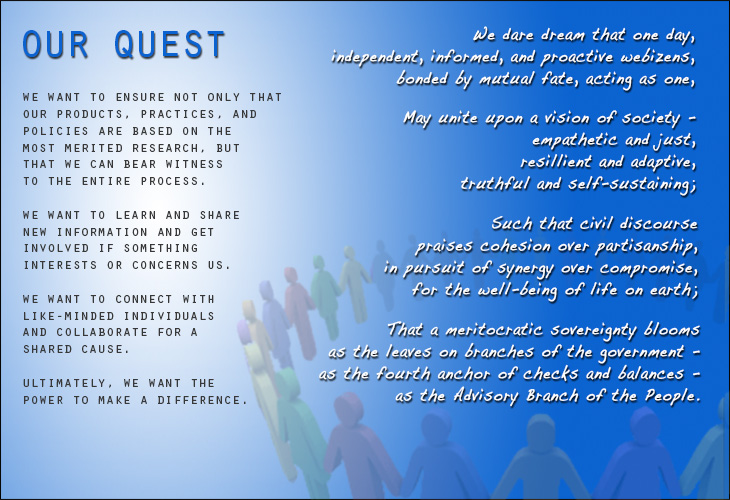 OUR QUEST
WE WANT TO ENSURE NOT ONLY THAT
OUR PRODUCTS, PRACTICES, AND
POLICIES ARE BASED ON THE
MOST MERITED RESEARCH, BUT
THAT WE CAN BEAR WITNESS
TO THE ENTIRE PROCESS.
WE WANT TO LEARN AND SHARE
NEW INFORMATION AND GET
INVOLVED IF SOMETHING
INTERESTS OR CONCERNS US.
WE WANT TO CONNECT WITH
LIKE-MINDED INDIVIDUALS
AND COLLABORATE FOR A
SHARED CAUSE.
ULTIMATELY, WE WANT THE
POWER TO MAKE A DIFFERENCE.
We dare dream that one day,
independent, informed, and proactive webizens,
bonded by mutual fate, acting as one,
May unite upon a vision of society -
empathetic and just,
resillient and adaptive,
truthful and self-sustaining;
Such that civil discourse
praises cohesion over partisanship,
in pursuit of synergy over compromise,
for the well-being of life on earth;
That a meritocratic sovereignty blooms
as the leaves on branches of the government -
as the fourth anchor of checks and balances -
as the Advisory Branch of the People.